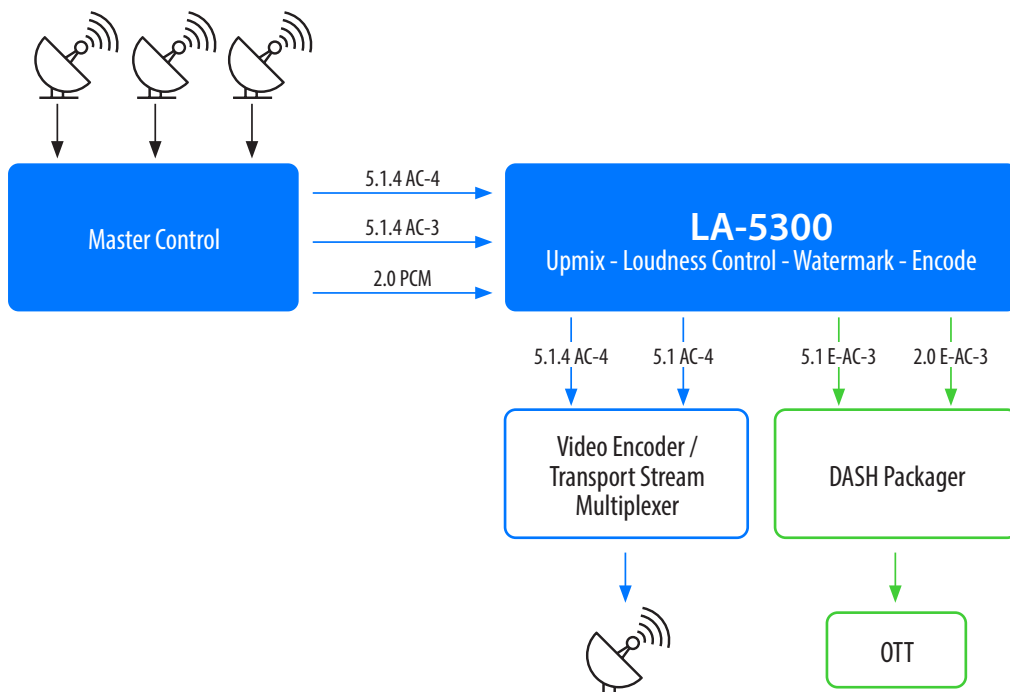 5.1.4 AC-4
5.1.4 AC-3
2.0 PCM
Master Control
LA-5300
Upmix - Loudness Control - Watermark - Encode
5.1.4 AC-4
5.1 AC-4
5.1 E-AC-3
2.0 E-AC-3
Video Encoder /
Transport Stream
Multiplexer
DASH Packager
OTT